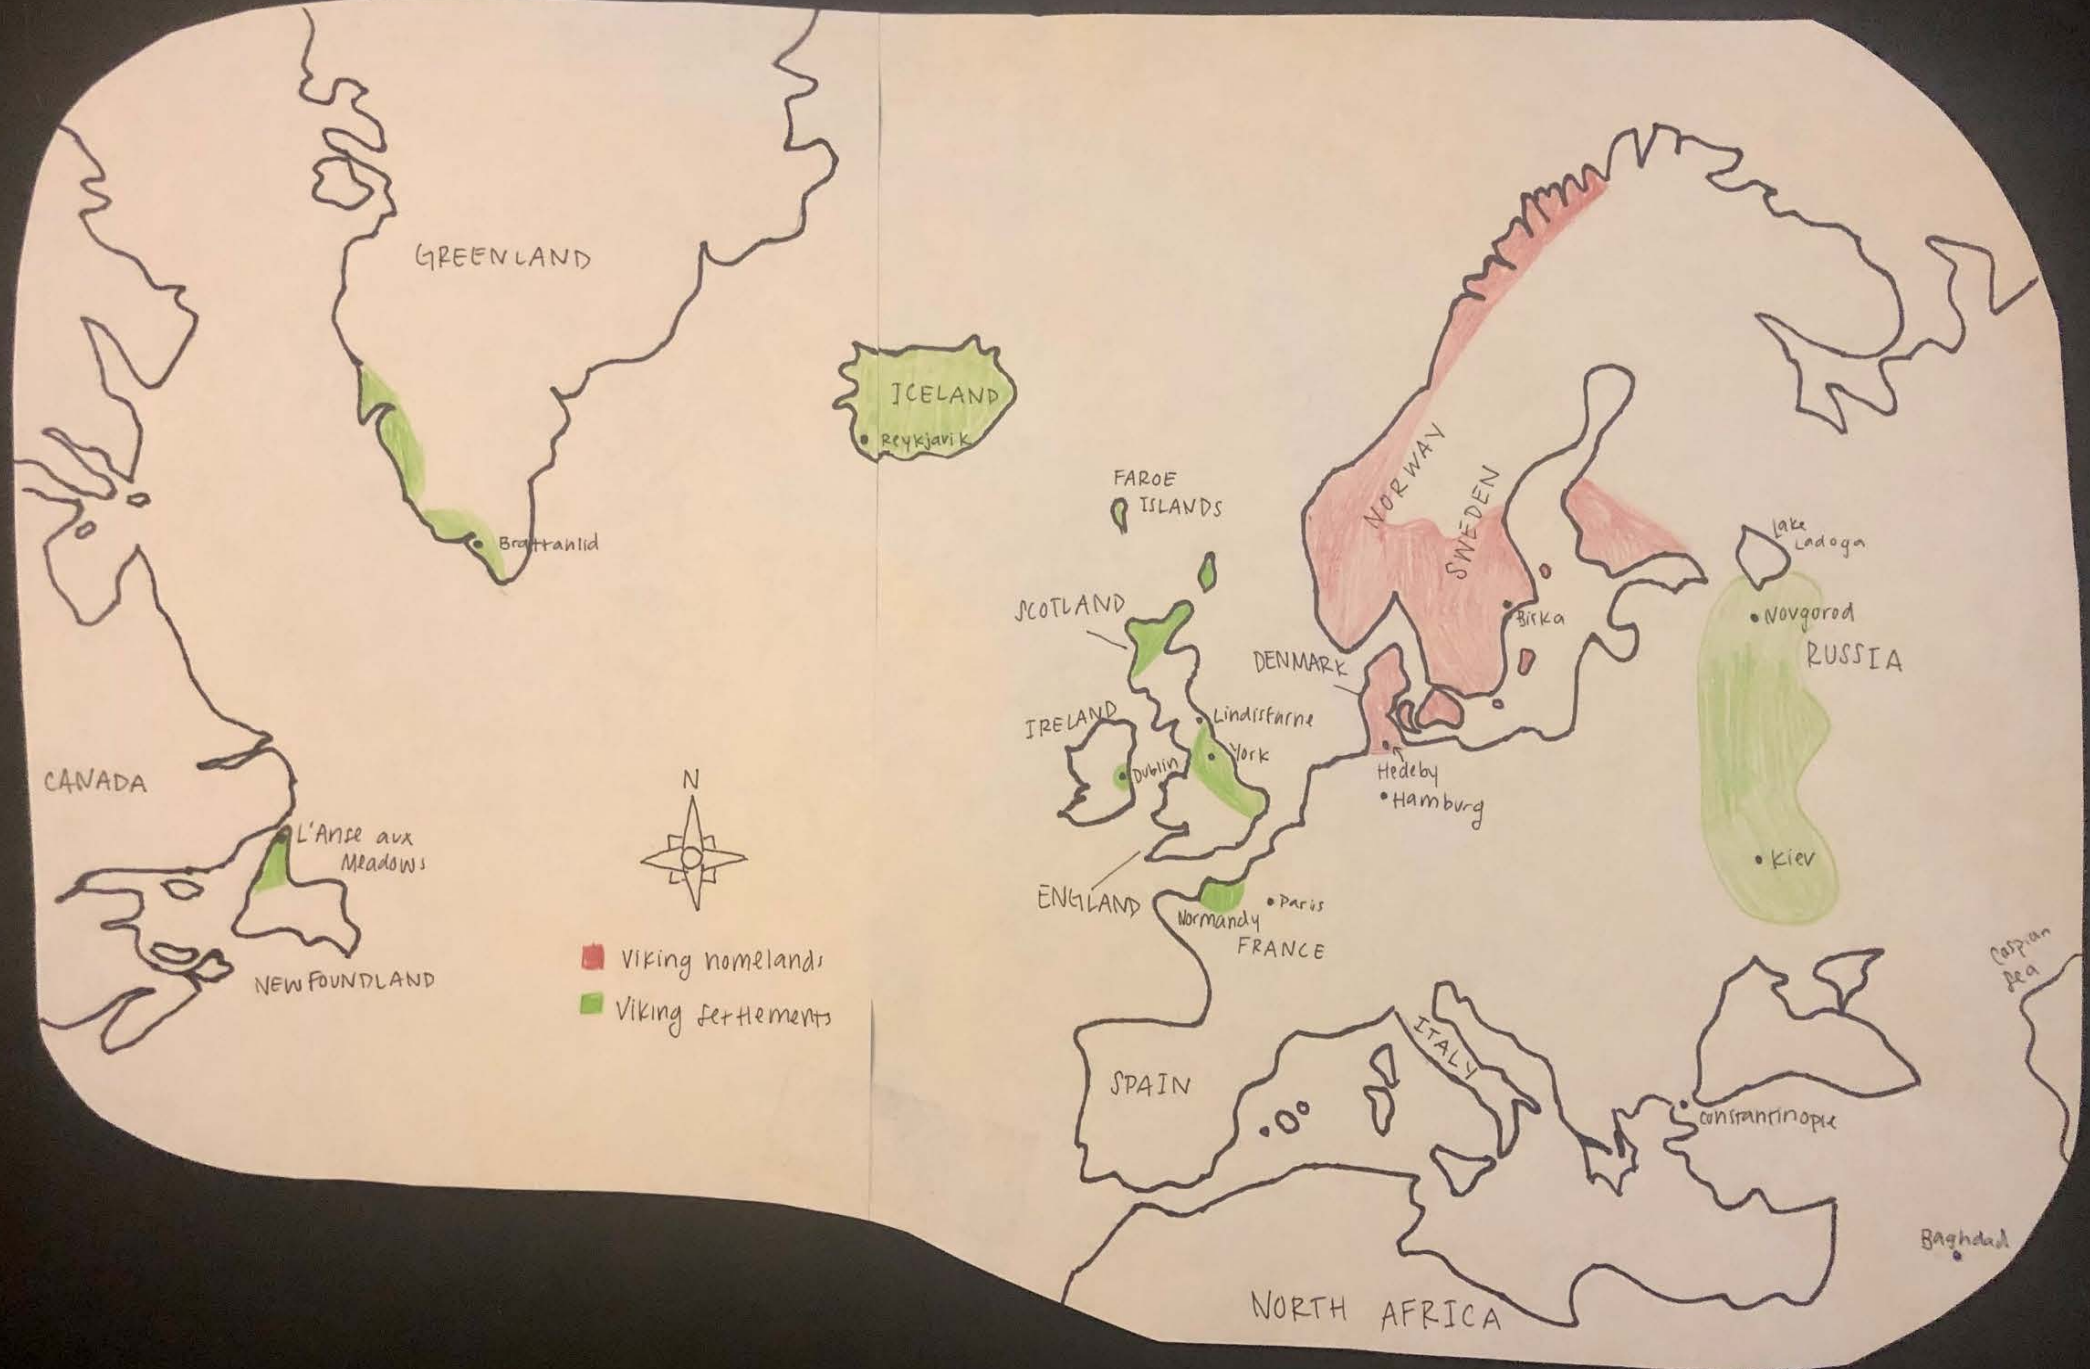 GREENLAND
ICELAND
Reykjavik
Brattahlid
FAROE
ISLANDS
SCOTLAND
NORWAY
SWEDEN
Birka
Lake
Ladoga
Novgorod
RUSSIA
DENMARK
IRELAND
Lindisfarne
York
Dublin
Hedeby
Hamburg
CANADA
L'Anse aux
Meadows
N
ENGLAND
Normandy
Paris
FRANCE
Kiev
NEWFOUNDLAND
Viking homelands
Viking settlements
Caspian
Sea
ITALY
SPAIN
Constantinople
Baghdad
NORTH AFRICA